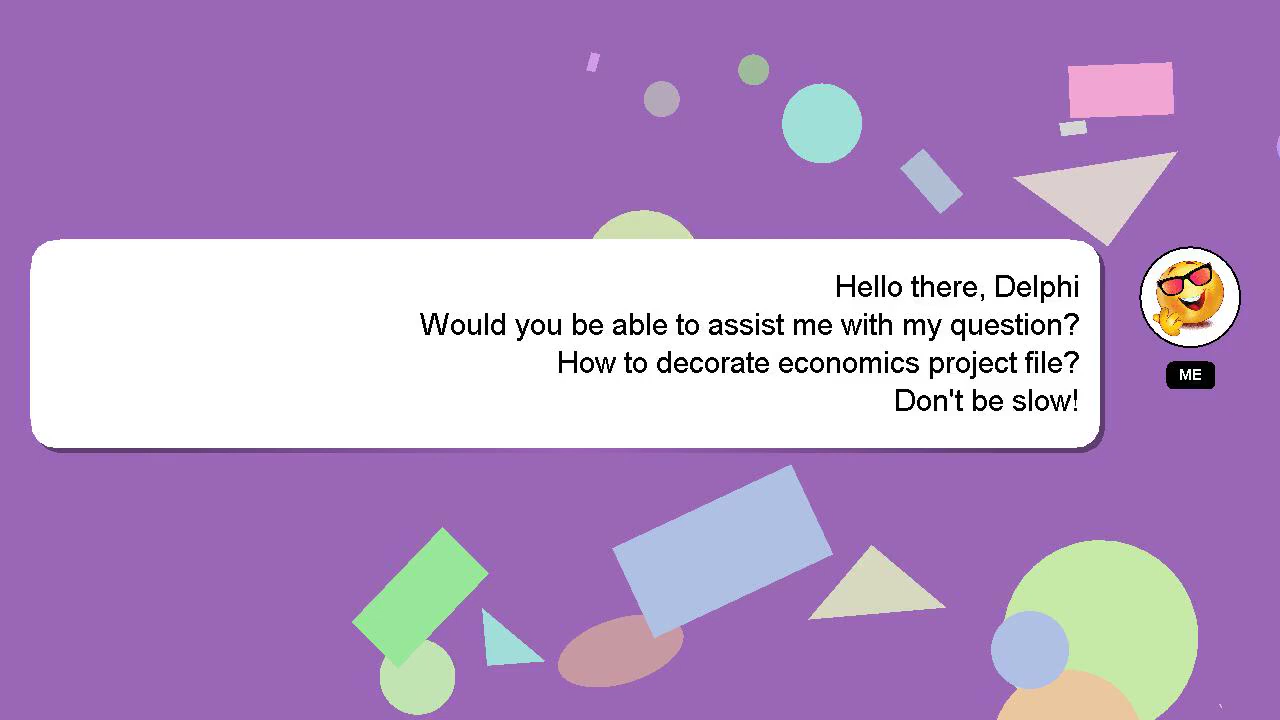 Hello there, Delphi
Would you be able to assist me with my question?
How to decorate economics project file?
Don't be slow!
ME